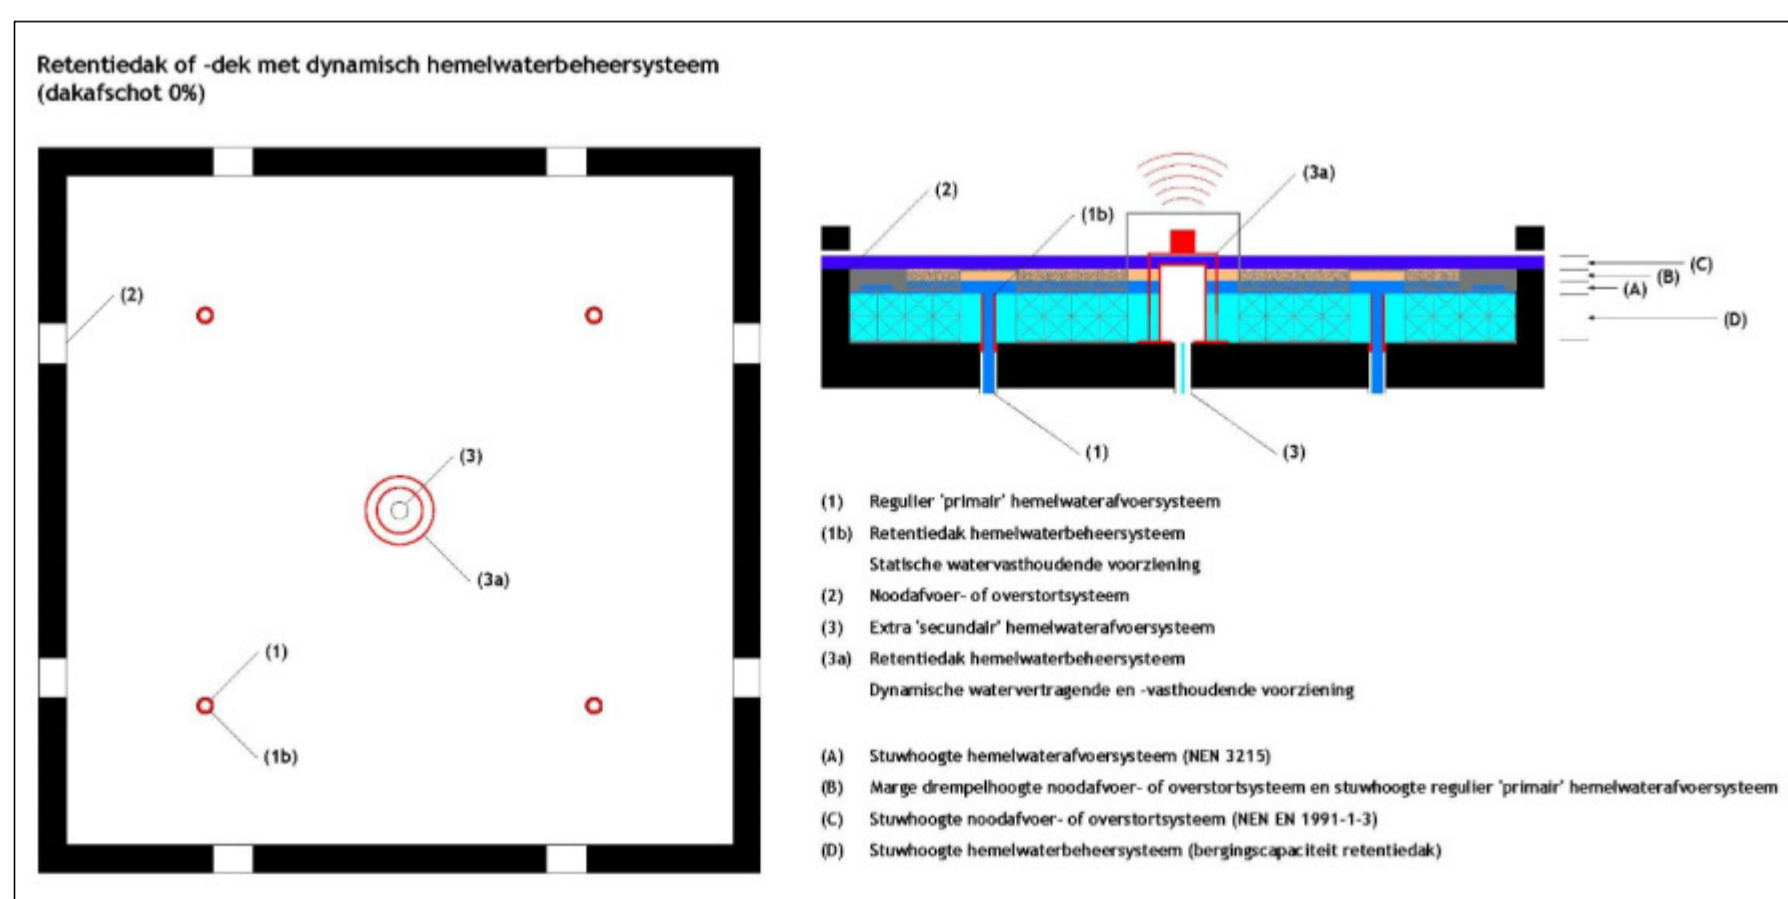 Retentiedak of -dek met dynamisch hemelwaterbeheersysteem
(dakafschot 0%)
(2)
(3)
(3a)
(1)
(1b)
(2)
(1b)
(3a)
(C)
(B)
(A)
(D)
(1)
(3)
(1) Regulier 'primair' hemelwaterafvoersysteem
(1b) Retentiedak hemelwaterbeheersysteem
Statische watervasthoudende voorziening
(2) Noodafvoer- of overstortsysteem
(3) Extra 'secundair' hemelwaterafvoersysteem
(3a) Retentiedak hemelwaterbeheersysteem
Dynamische watervertragende en -vasthoudende voorziening
(A) Stuwhoogte hemelwaterafvoersysteem (NEN 3215)
(B) Marge drempelhoogte noodafvoer- of overstortsysteem en stuwhoogte regulier 'primair' hemelwaterafvoersysteem
(C) Stuwhoogte noodafvoer- of overstortsysteem (NEN EN 1991-1-3)
(D) Stuwhoogte hemelwaterbeheersysteem (bergingscapaciteit retentiedak)